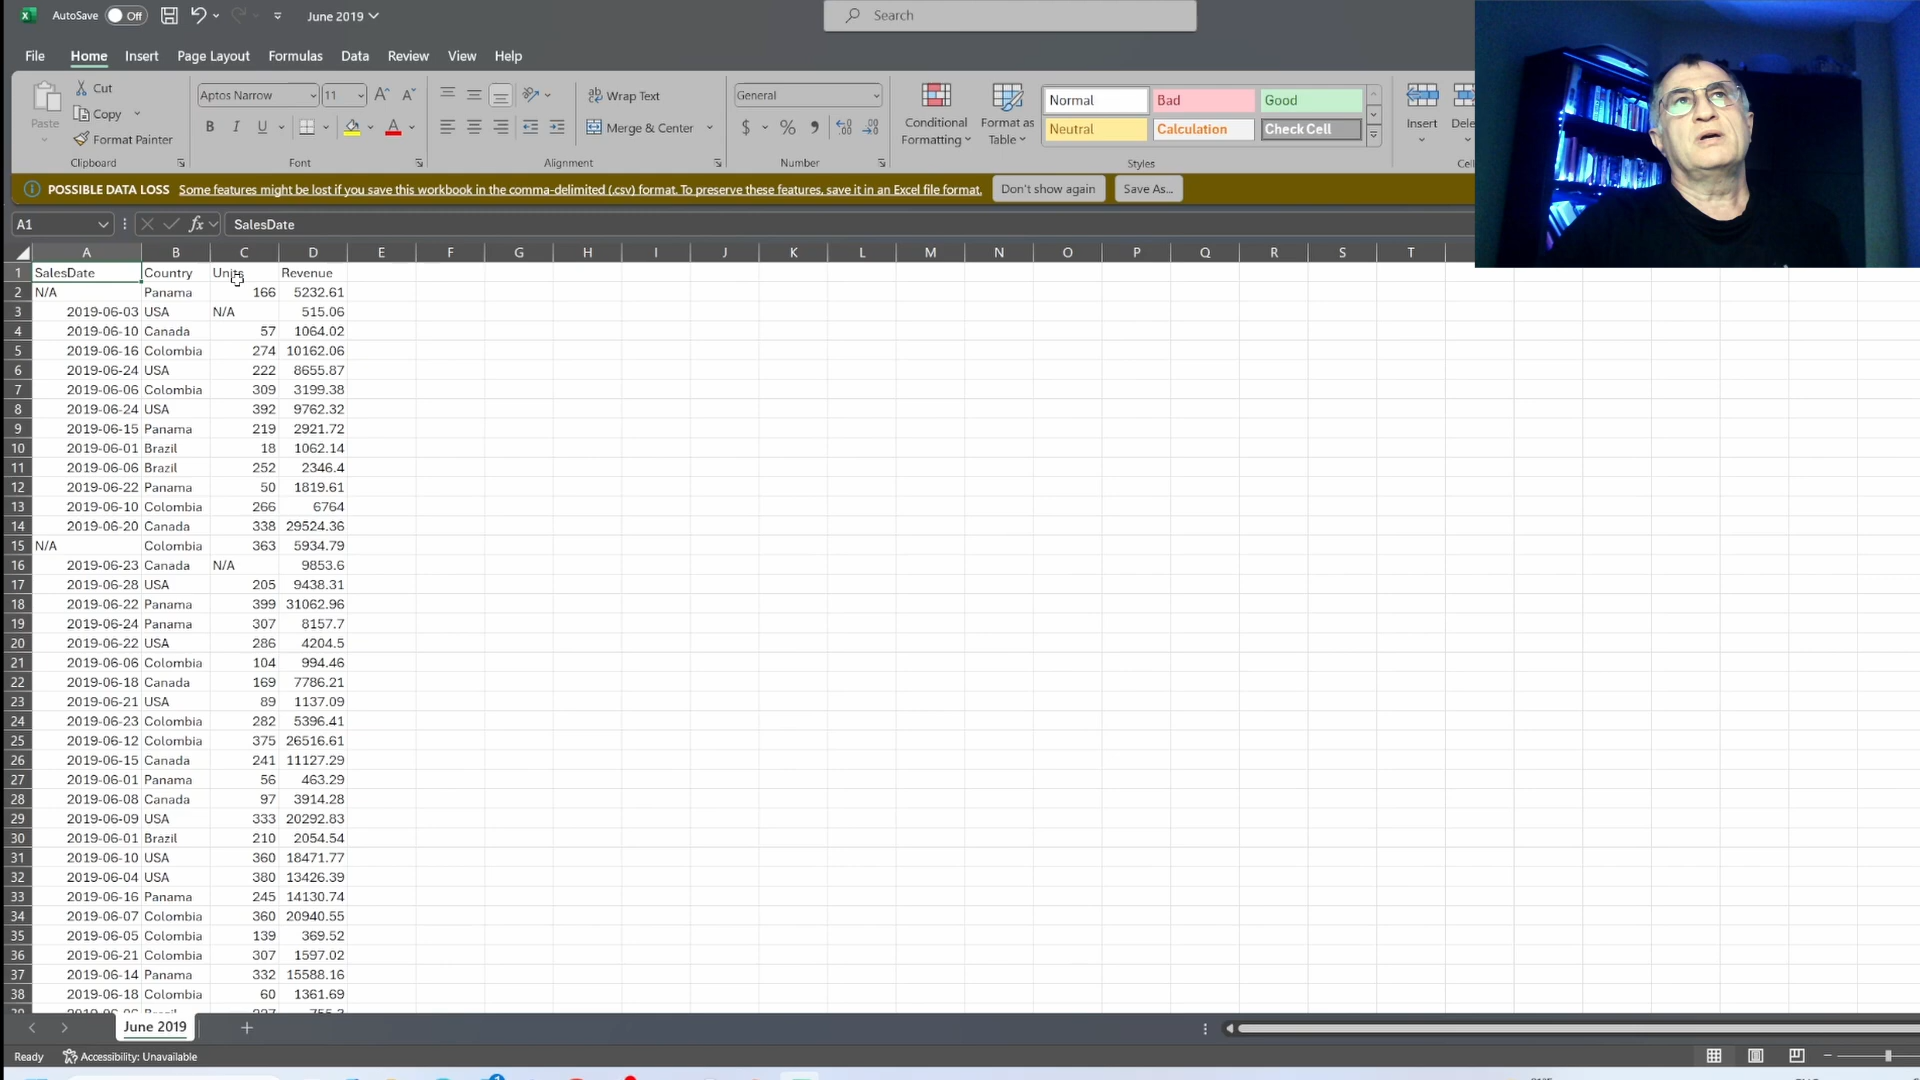 AutoSave Off June 2019 Search
File Home Insert Page Layout Formulas Data Review View Help
Paste Cut Copy Format Painter Clipboard
Aptos Narrow 11 A A B I U A Font
Wrap Text Merge & Center Alignment
General $ % Number
Conditional Formatting Format as Table
Normal Bad Good
Neutral Calculation Check Cell
Styles
Insert
POSSIBLE DATA LOSS Some features might be lost if you save this workbook in the comma-delimited (.csv) format. To preserve these features, save it in an Excel file format. Don't show again Save As...
A1 fx SalesDate
A B C D E F G H I J K L M N O P Q R S T
1 SalesDate Country Units Revenue
2 N/A Panama 166 5232.61
3 2019-06-03 USA N/A 515.06
4 2019-06-10 Canada 57 1064.02
5 2019-06-16 Colombia 274 10162.06
6 2019-06-24 USA 222 8655.87
7 2019-06-06 Colombia 309 3199.38
8 2019-06-24 USA 392 9762.32
9 2019-06-15 Panama 219 2921.72
10 2019-06-01 Brazil 18 1062.14
11 2019-06-06 Brazil 252 2346.4
12 2019-06-22 Panama 50 1819.61
13 2019-06-10 Colombia 266 6764
14 2019-06-20 Canada 338 29524.36
15 N/A Colombia 363 5934.79
16 2019-06-23 Canada N/A 9853.6
17 2019-06-28 USA 205 9438.31
18 2019-06-22 Panama 399 31062.96
19 2019-06-24 Panama 307 8157.7
20 2019-06-22 USA 286 4204.5
21 2019-06-06 Colombia 104 994.46
22 2019-06-18 Canada 169 7786.21
23 2019-06-21 USA 89 1137.09
24 2019-06-23 Colombia 282 5396.41
25 2019-06-12 Colombia 375 26516.61
26 2019-06-15 Canada 241 11127.29
27 2019-06-01 Panama 56 463.29
28 2019-06-08 Canada 97 3914.28
29 2019-06-09 USA 333 20292.83
30 2019-06-01 Brazil 210 2054.54
31 2019-06-10 USA 360 18471.77
32 2019-06-04 USA 380 13426.39
33 2019-06-16 Panama 245 14130.74
34 2019-06-07 Colombia 360 20940.55
35 2019-06-05 Colombia 139 369.52
36 2019-06-21 Colombia 307 1597.02
37 2019-06-14 Panama 332 15588.16
38 2019-06-18 Colombia 60 1361.69
June 2019
Ready Accessibility: Unavailable